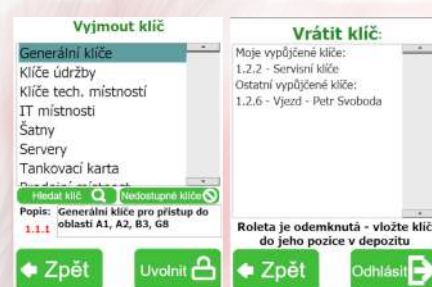 Vyjmout klíč
Generální klíče
Klíče údržby
Klíče tech. místností
IT místnosti
Šatny
Servery
Tankovací karta
Hledat klíč
Nedostupné klíče
Popis:
1.1.1
Generální klíče pro přístup do
oblastí A1, A2, B3, G8
Zpět
Uvolnit
Vrátit klíč:
Moje vypůjčené klíče:
1.2.2 - Servisní klíče
Ostatní vypůjčené klíče:
1.2.6 - Vjezd - Petr Svoboda
Roleta je odemknutá - vložte klíč
do jeho pozice v depozitu
Zpět
Odhlásit